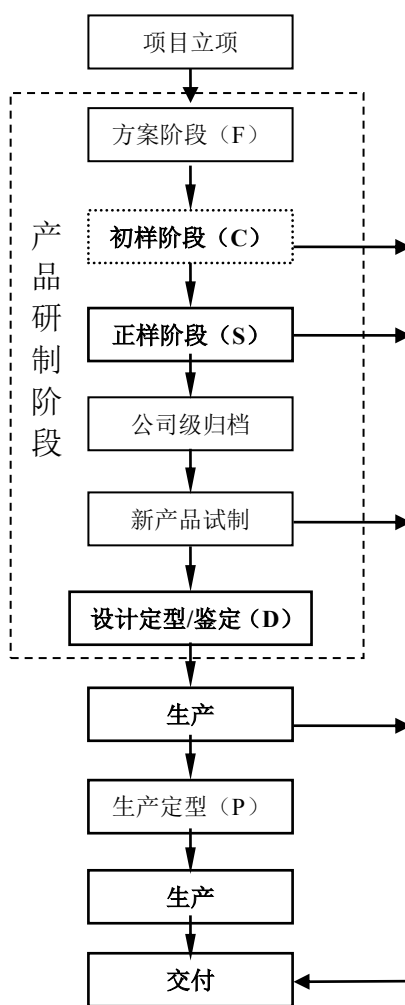 项目立项
方案阶段（F）
初样阶段（C）
正样阶段（S）
公司级归档
新产品试制
设计定型/鉴定（D）
产品研制阶段
生产
生产定型（P）
生产
交付